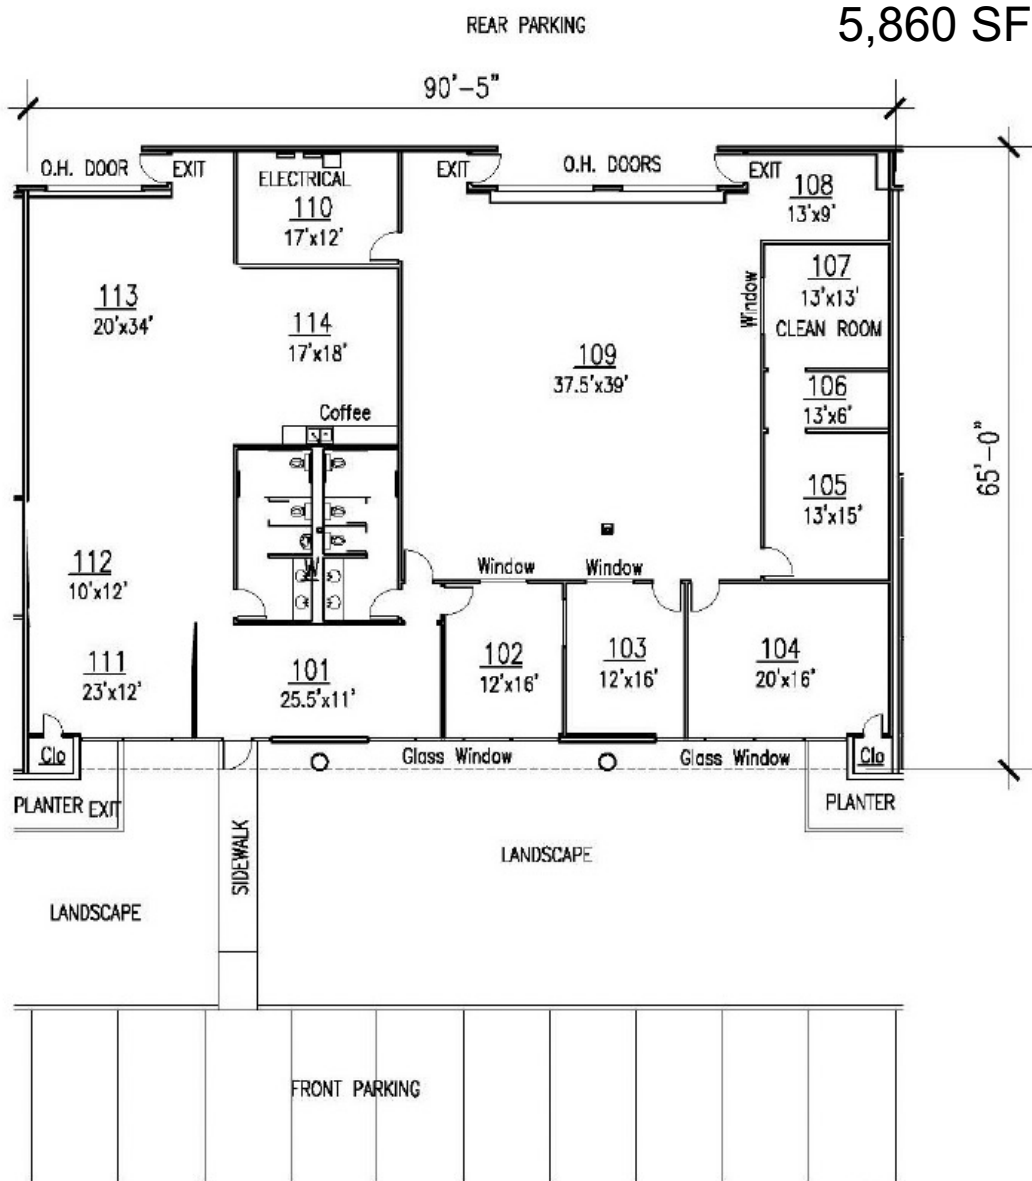 REAR PARKING
5,860 SF
90'-5"
O.H. DOOR
EXIT
ELECTRICAL
110
17'x12'
EXIT
O.H. DOORS
EXIT
108
13'x9'
107
13'x13'
CLEAN ROOM
Window
113
20'x34'
114
17'x18'
109
37.5'x39'
106
13'x6'
Coffee
65'-0"
105
13'x15'
112
10'x12'
W
Window
Window
111
23'x12'
101
25.5'x11'
102
12'x16'
103
12'x16'
104
20'x16'
Clo
Glass Window
Glass Window
Clo
PLANTER
EXIT
PLANTER
SIDEWALK
LANDSCAPE
LANDSCAPE
FRONT PARKING